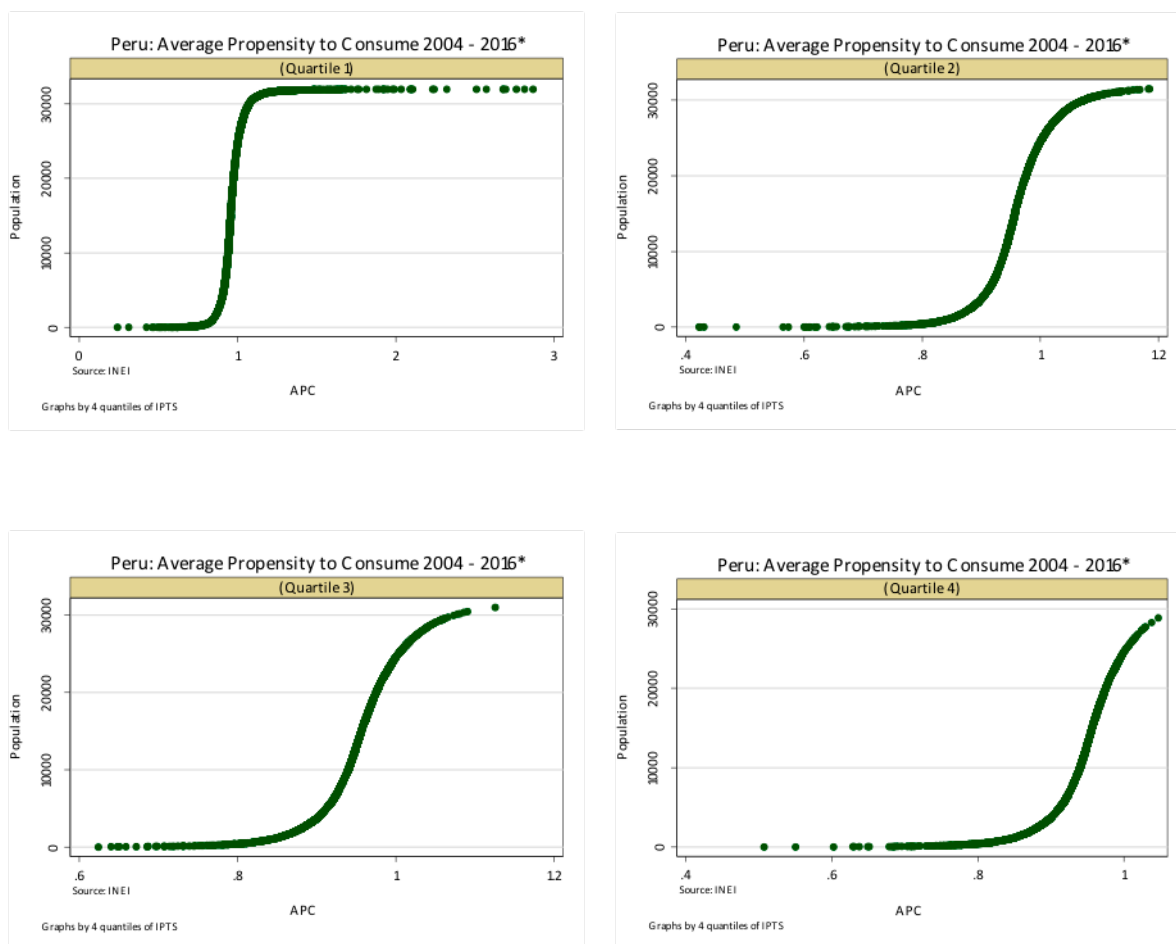 Peru: Average Propensity to Consume 2004 - 2016*
(Quartile 1)
30000
20000
10000
0
Population
0 1 2 3
Source: INEI
APC
Graphs by 4 quantiles of IPTS
Peru: Average Propensity to Consume 2004 - 2016*
(Quartile 2)
30000
20000
10000
0
Population
.4 .6 .8 1 1.2
Source: INEI
APC
Graphs by 4 quantiles of IPTS
Peru: Average Propensity to Consume 2004 - 2016*
(Quartile 3)
30000
20000
10000
0
Population
.6 .8 1 1.2
Source: INEI
APC
Graphs by 4 quantiles of IPTS
Peru: Average Propensity to Consume 2004 - 2016*
(Quartile 4)
30000
20000
10000
0
Population
.4 .6 .8 1
Source: INEI
APC
Graphs by 4 quantiles of IPTS